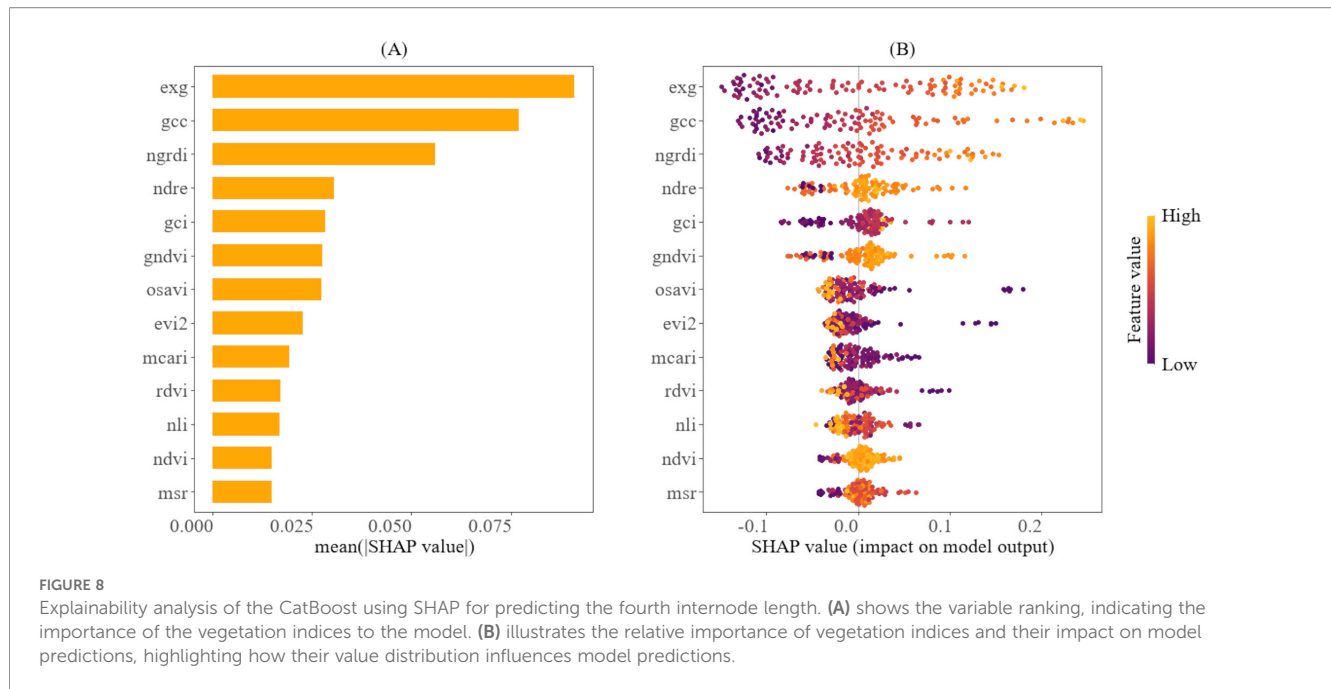 (A)
exg
gcc
ngrdi
ndre
gci
gndvi
osavi
evi2
mcari
rdvi
nli
ndvi
msr
0.000 0.025 0.050 0.075
mean(|SHAP value|)
(B)
exg
gcc
ngrdi
ndre
gci
gndvi
osavi
evi2
mcari
rdvi
nli
ndvi
msr
-0.1 0.0 0.1 0.2
SHAP value (impact on model output)
High
Feature value
Low
FIGURE 8
Explainability analysis of the CatBoost using SHAP for predicting the fourth internode length. (A) shows the variable ranking, indicating the
importance of the vegetation indices to the model. (B) illustrates the relative importance of vegetation indices and their impact on model
predictions, highlighting how their value distribution influences model predictions.